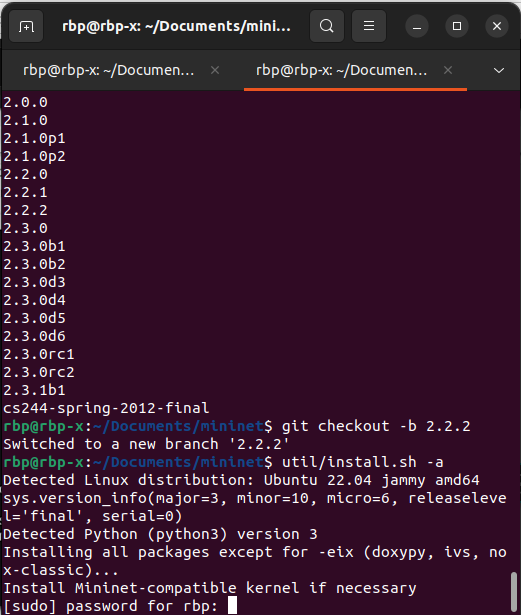 rbp@rbp-x: ~/Documents/mini...
rbp@rbp-x: ~/Documen...
rbp@rbp-x: ~/Documen...
2.0.0
2.1.0
2.1.0p1
2.1.0p2
2.2.0
2.2.1
2.2.2
2.3.0
2.3.0b1
2.3.0b2
2.3.0d3
2.3.0d4
2.3.0d5
2.3.0d6
2.3.0rc1
2.3.0rc2
2.3.1b1
cs244-spring-2012-final
rbp@rbp-x:~/Documents/mininet$ git checkout -b 2.2.2
Switched to a new branch '2.2.2'
rbp@rbp-x:~/Documents/mininet$ util/install.sh -a
Detected Linux distribution: Ubuntu 22.04 jammy amd64
sys.version_info(major=3, minor=10, micro=6, releaseleve
l='final', serial=0)
Detected Python (python3) version 3
Installing all packages except for -eix (doxypy, ivs, no
x-classic)...
Install Mininet-compatible kernel if necessary
[sudo] password for rbp: